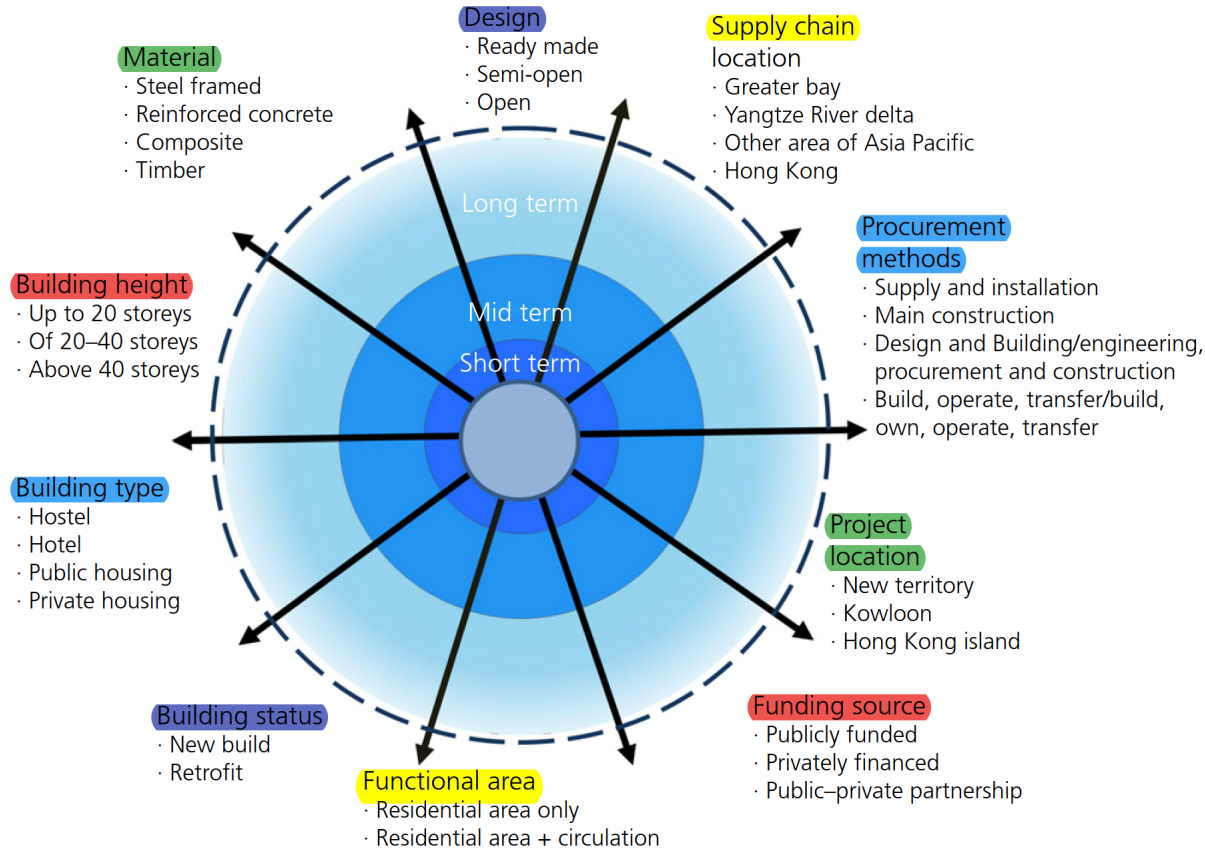 Design
· Ready made
· Semi-open
· Open
Supply chain
location
· Greater bay
· Yangtze River delta
· Other area of Asia Pacific
· Hong Kong
Material
· Steel framed
· Reinforced concrete
· Composite
· Timber
Long term
Mid term
Short term
Procurement
methods
· Supply and installation
· Main construction
· Design and Building/engineering,
procurement and construction
· Build, operate, transfer/build,
own, operate, transfer
Building height
· Up to 20 storeys
· Of 20–40 storeys
· Above 40 storeys
Building type
· Hostel
· Hotel
· Public housing
· Private housing
Project
location
· New territory
· Kowloon
· Hong Kong island
Building status
· New build
· Retrofit
Functional area
· Residential area only
· Residential area + circulation
Funding source
· Publicly funded
· Privately financed
· Public–private partnership